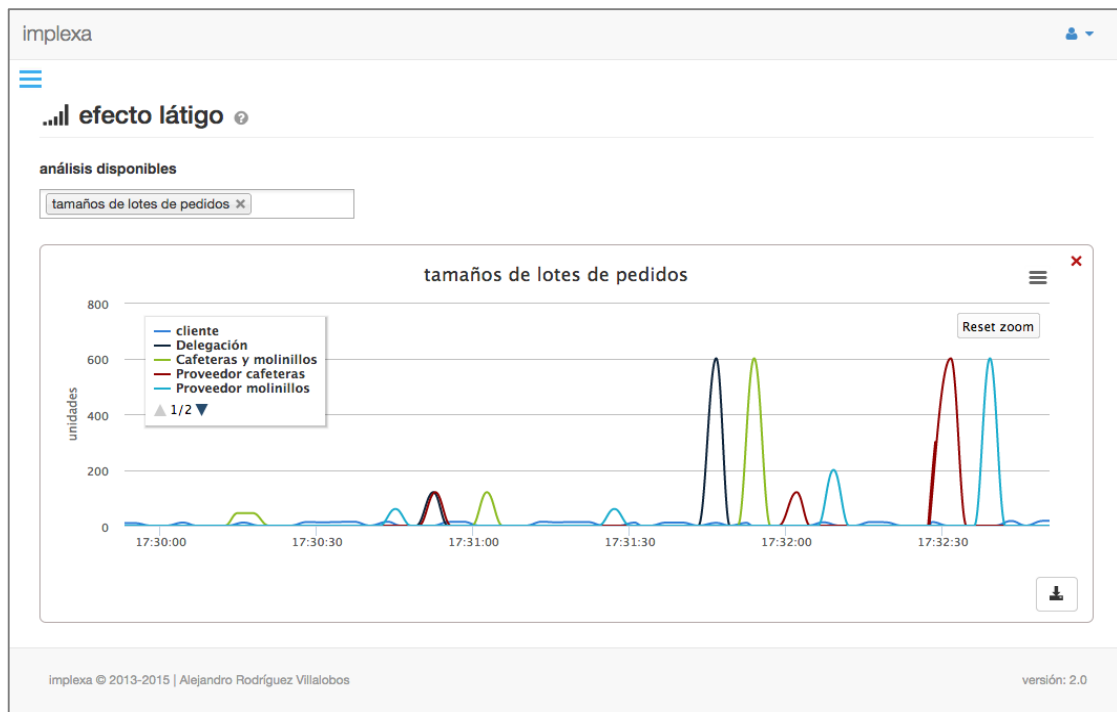 implexa
efecto látigo
análisis disponibles
tamaños de lotes de pedidos
tamaños de lotes de pedidos
Reset zoom
unidades
800
600
400
200
0
cliente
Delegación
Cafeteras y molinillos
Proveedor cafeteras
Proveedor molinillos
1/2
17:30:00 17:30:30 17:31:00 17:31:30 17:32:00 17:32:30
implexa © 2013-2015 | Alejandro Rodríguez Villalobos
versión: 2.0